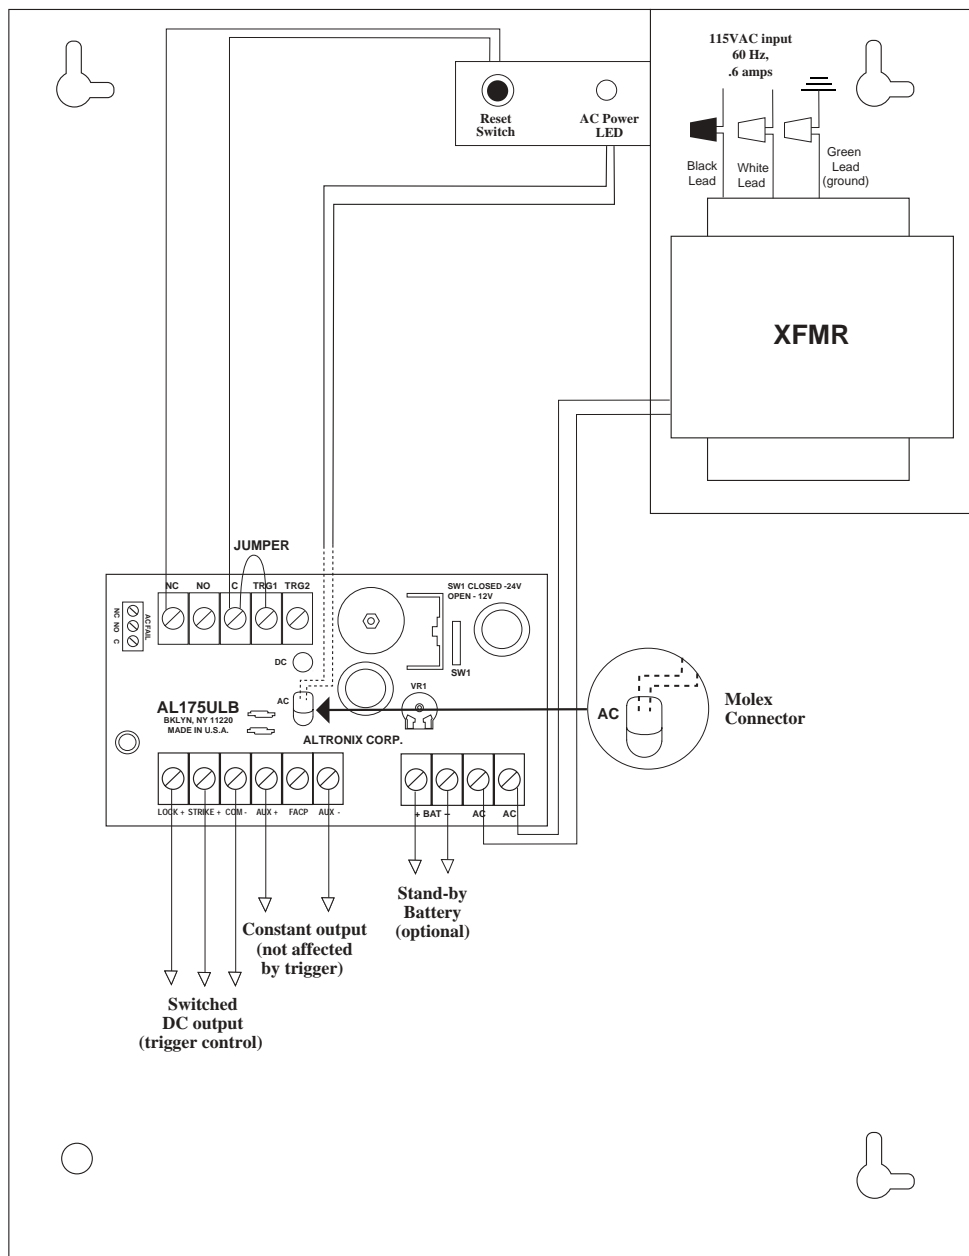 115VAC input
60 Hz,
.6 amps
Reset
Switch
AC Power
LED
Black
Lead
White
Lead
Green
Lead
(ground)
XFMR
JUMPER
NC NO C TRG1 TRG2
SW1 CLOSED -24V
OPEN - 12V
NC NO C
AC FAIL
DC
SW1
AC
VR1
AL175ULB
BKLYN, NY 11220
MADE IN U.S.A.
ALTRONIX CORP.
AC
Molex
Connector
LOCK + STRIKE + COM - AUX + FACP AUX -
+ BAT – AC AC
Stand-by
Battery
(optional)
Constant output
(not affected
by trigger)
Switched
DC output
(trigger control)